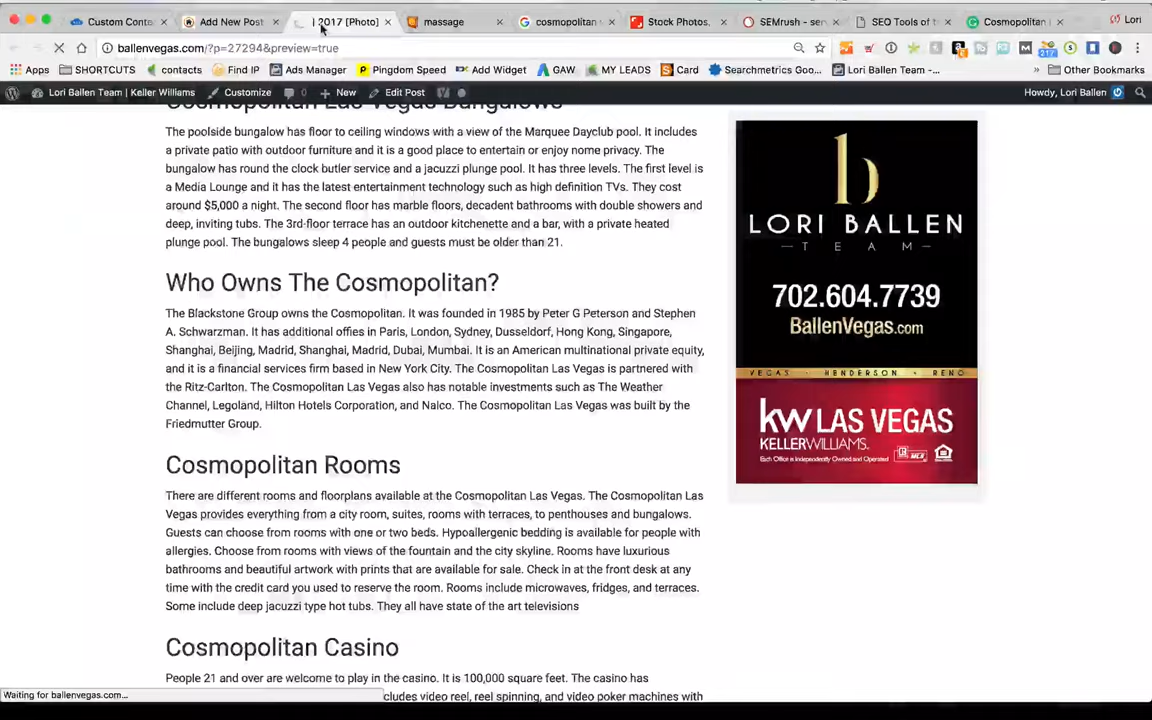 Custom Conte
Add New Post
| 2017 [Photo]
massage
cosmopolitan
Stock Photos.
SEMrush - serv
SEO Tools of t
Cosmopolitan
Lori
ballenvegas.com/?p=27294&preview=true
217
Apps
SHORTCUTS
contacts
Find IP
Ads Manager
Pingdom Speed
Add Widget
GAW
MY LEADS
Card
Searchmetrics Goo...
Lori Ballen Team -...
»
Other Bookmarks
Lori Ballen Team | Keller Williams
Customize
0
New
Edit Post
Howdy, Lori Ballen
Cosmopolitan Las Vegas Bungalows
The poolside bungalow has floor to ceiling windows with a view of the Marquee Dayclub pool. It includes
a private patio with outdoor furniture and it is a good place to entertain or enjoy nome privacy. The
bungalow has round the clock butler service and a jacuzzi plunge pool. It has three levels. The first level is
a Media Lounge and it has the latest entertainment technology such as high definition TVs. They cost
around $5,000 a night. The second floor has marble floors, decadent bathrooms with double showers and
deep, inviting tubs. The 3rd-floor terrace has an outdoor kitchenette and a bar, with a private heated
plunge pool. The bungalows sleep 4 people and guests must be older than 21.
Who Owns The Cosmopolitan?
The Blackstone Group owns the Cosmopolitan. It was founded in 1985 by Peter G Peterson and Stephen
A. Schwarzman. It has additional offies in Paris, London, Sydney, Dusseldorf, Hong Kong, Singapore,
Shanghai, Beijing, Madrid, Shanghai, Madrid, Dubai, Mumbai. It is an American multinational private equity,
and it is a financial services firm based in New York City. The Cosmopolitan Las Vegas is partnered with
the Ritz-Carlton. The Cosmopolitan Las Vegas also has notable investments such as The Weather
Channel, Legoland, Hilton Hotels Corporation, and Nalco. The Cosmopolitan Las Vegas was built by the
Friedmutter Group.
Cosmopolitan Rooms
There are different rooms and floorplans available at the Cosmopolitan Las Vegas. The Cosmopolitan Las
Vegas provides everything from a city room, suites, rooms with terraces, to penthouses and bungalows.
Guests can choose from rooms with one or two beds. Hypoallergenic bedding is available for people with
allergies. Choose from rooms with views of the fountain and the city skyline. Rooms have luxurious
bathrooms and beautiful artwork with prints that are available for sale. Check in at the front desk at any
time with the credit card you used to reserve the room. Rooms include microwaves, fridges, and terraces.
Some include deep jacuzzi type hot tubs. They all have state of the art televisions
Cosmopolitan Casino
People 21 and over are welcome to play in the casino. It is 100,000 square feet. The casino has
cludes video reel, reel spinning, and video poker machines with
b
LORI BALLEN
TEAM
702.604.7739
BallenVegas.com
VEGAS · HENDERSON · RENO
kw LAS VEGAS
KELLERWILLIAMS.
Each Office is Independently Owned and Operated
MLS
Waiting for ballenvegas.com...